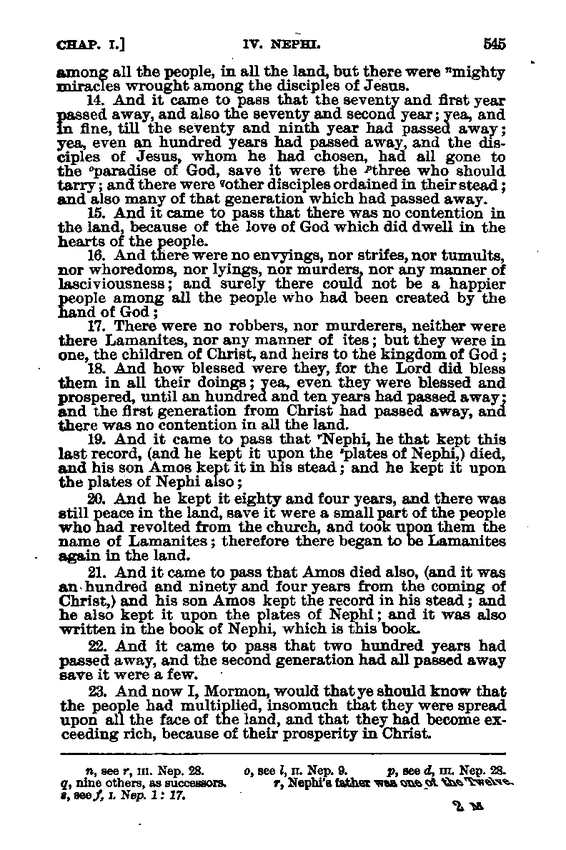 CHAP. I.] IV. NEPHI. 545
among all the people, in all the land, but there were ⁿmighty
miracles wrought among the disciples of Jesus.
14. And it came to pass that the seventy and first year
passed away, and also the seventy and second year; yea, and
in fine, till the seventy and ninth year had passed away;
yea, even an hundred years had passed away, and the dis-
ciples of Jesus, whom he had chosen, had all gone to
the ᵒparadise of God, save it were the ᵖthree who should
tarry; and there were qother disciples ordained in their stead;
and also many of that generation which had passed away.
15. And it came to pass that there was no contention in
the land, because of the love of God which did dwell in the
hearts of the people.
16. And there were no envyings, nor strifes, nor tumults,
nor whoredoms, nor lyings, nor murders, nor any manner of
lasciviousness; and surely there could not be a happier
people among all the people who had been created by the
hand of God;
17. There were no robbers, nor murderers, neither were
there Lamanites, nor any manner of ites; but they were in
one, the children of Christ, and heirs to the kingdom of God;
18. And how blessed were they, for the Lord did bless
them in all their doings; yea, even they were blessed and
prospered, until an hundred and ten years had passed away;
and the first generation from Christ had passed away, and
there was no contention in all the land.
19. And it came to pass that ʳNephi, he that kept this
last record, (and he kept it upon the ˢplates of Nephi,) died,
and his son Amos kept it in his stead; and he kept it upon
the plates of Nephi also;
20. And he kept it eighty and four years, and there was
still peace in the land, save it were a small part of the people
who had revolted from the church, and took upon them the
name of Lamanites; therefore there began to be Lamanites
again in the land.
21. And it came to pass that Amos died also, (and it was
an hundred and ninety and four years from the coming of
Christ,) and his son Amos kept the record in his stead; and
he also kept it upon the plates of Nephi; and it was also
written in the book of Nephi, which is this book.
22. And it came to pass that two hundred years had
passed away, and the second generation had all passed away
save it were a few.
23. And now I, Mormon, would that ye should know that
the people had multiplied, insomuch that they were spread
upon all the face of the land, and that they had become ex-
ceeding rich, because of their prosperity in Christ.
n, see r, III. Nep. 28. o, see l, II. Nep. 9. p, see d, III. Nep. 28.
q, nine others, as successors. r, Nephi's father was one of the Twelve.
s, see f, I. Nep. 1: 17.
2 M